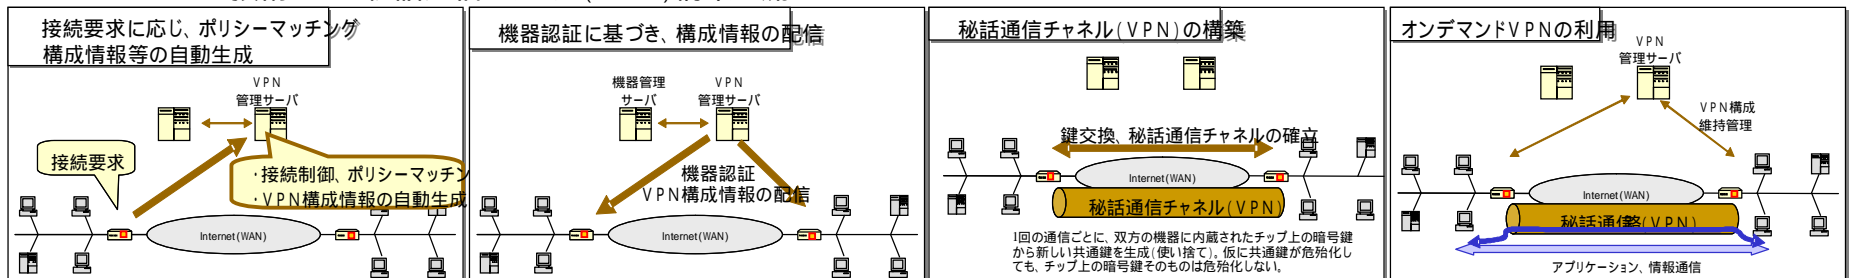 接続要求に応じ、ポリシーマッチング
構成情報等の自動生成
VPN
管理サーバ
接続要求
・接続制御、ポリシーマッチン
・VPN構成情報の自動生成
Internet(WAN)
機器認証に基づき、構成情報の配信
機器管理
サーバ
VPN
管理サーバ
機器認証
VPN構成情報の配信
Internet(WAN)
秘話通信チャネル(VPN)の構築
鍵交換、秘話通信チャネルの確立
Internet(WAN)
秘話通信チャネル(VPN)
1回の通信ごとに、双方の機器に内蔵されたチップ上の暗号鍵
から新しい共通鍵を生成(使い捨て)。仮に共通鍵が危殆化し
ても、チップ上の暗号鍵そのものは危殆化しない。
オンデマンドVPNの利用
VPN
管理サーバ
VPN構成
維持管理
Internet(WAN)
秘話通信路(VPN)
アプリケーション、情報通信